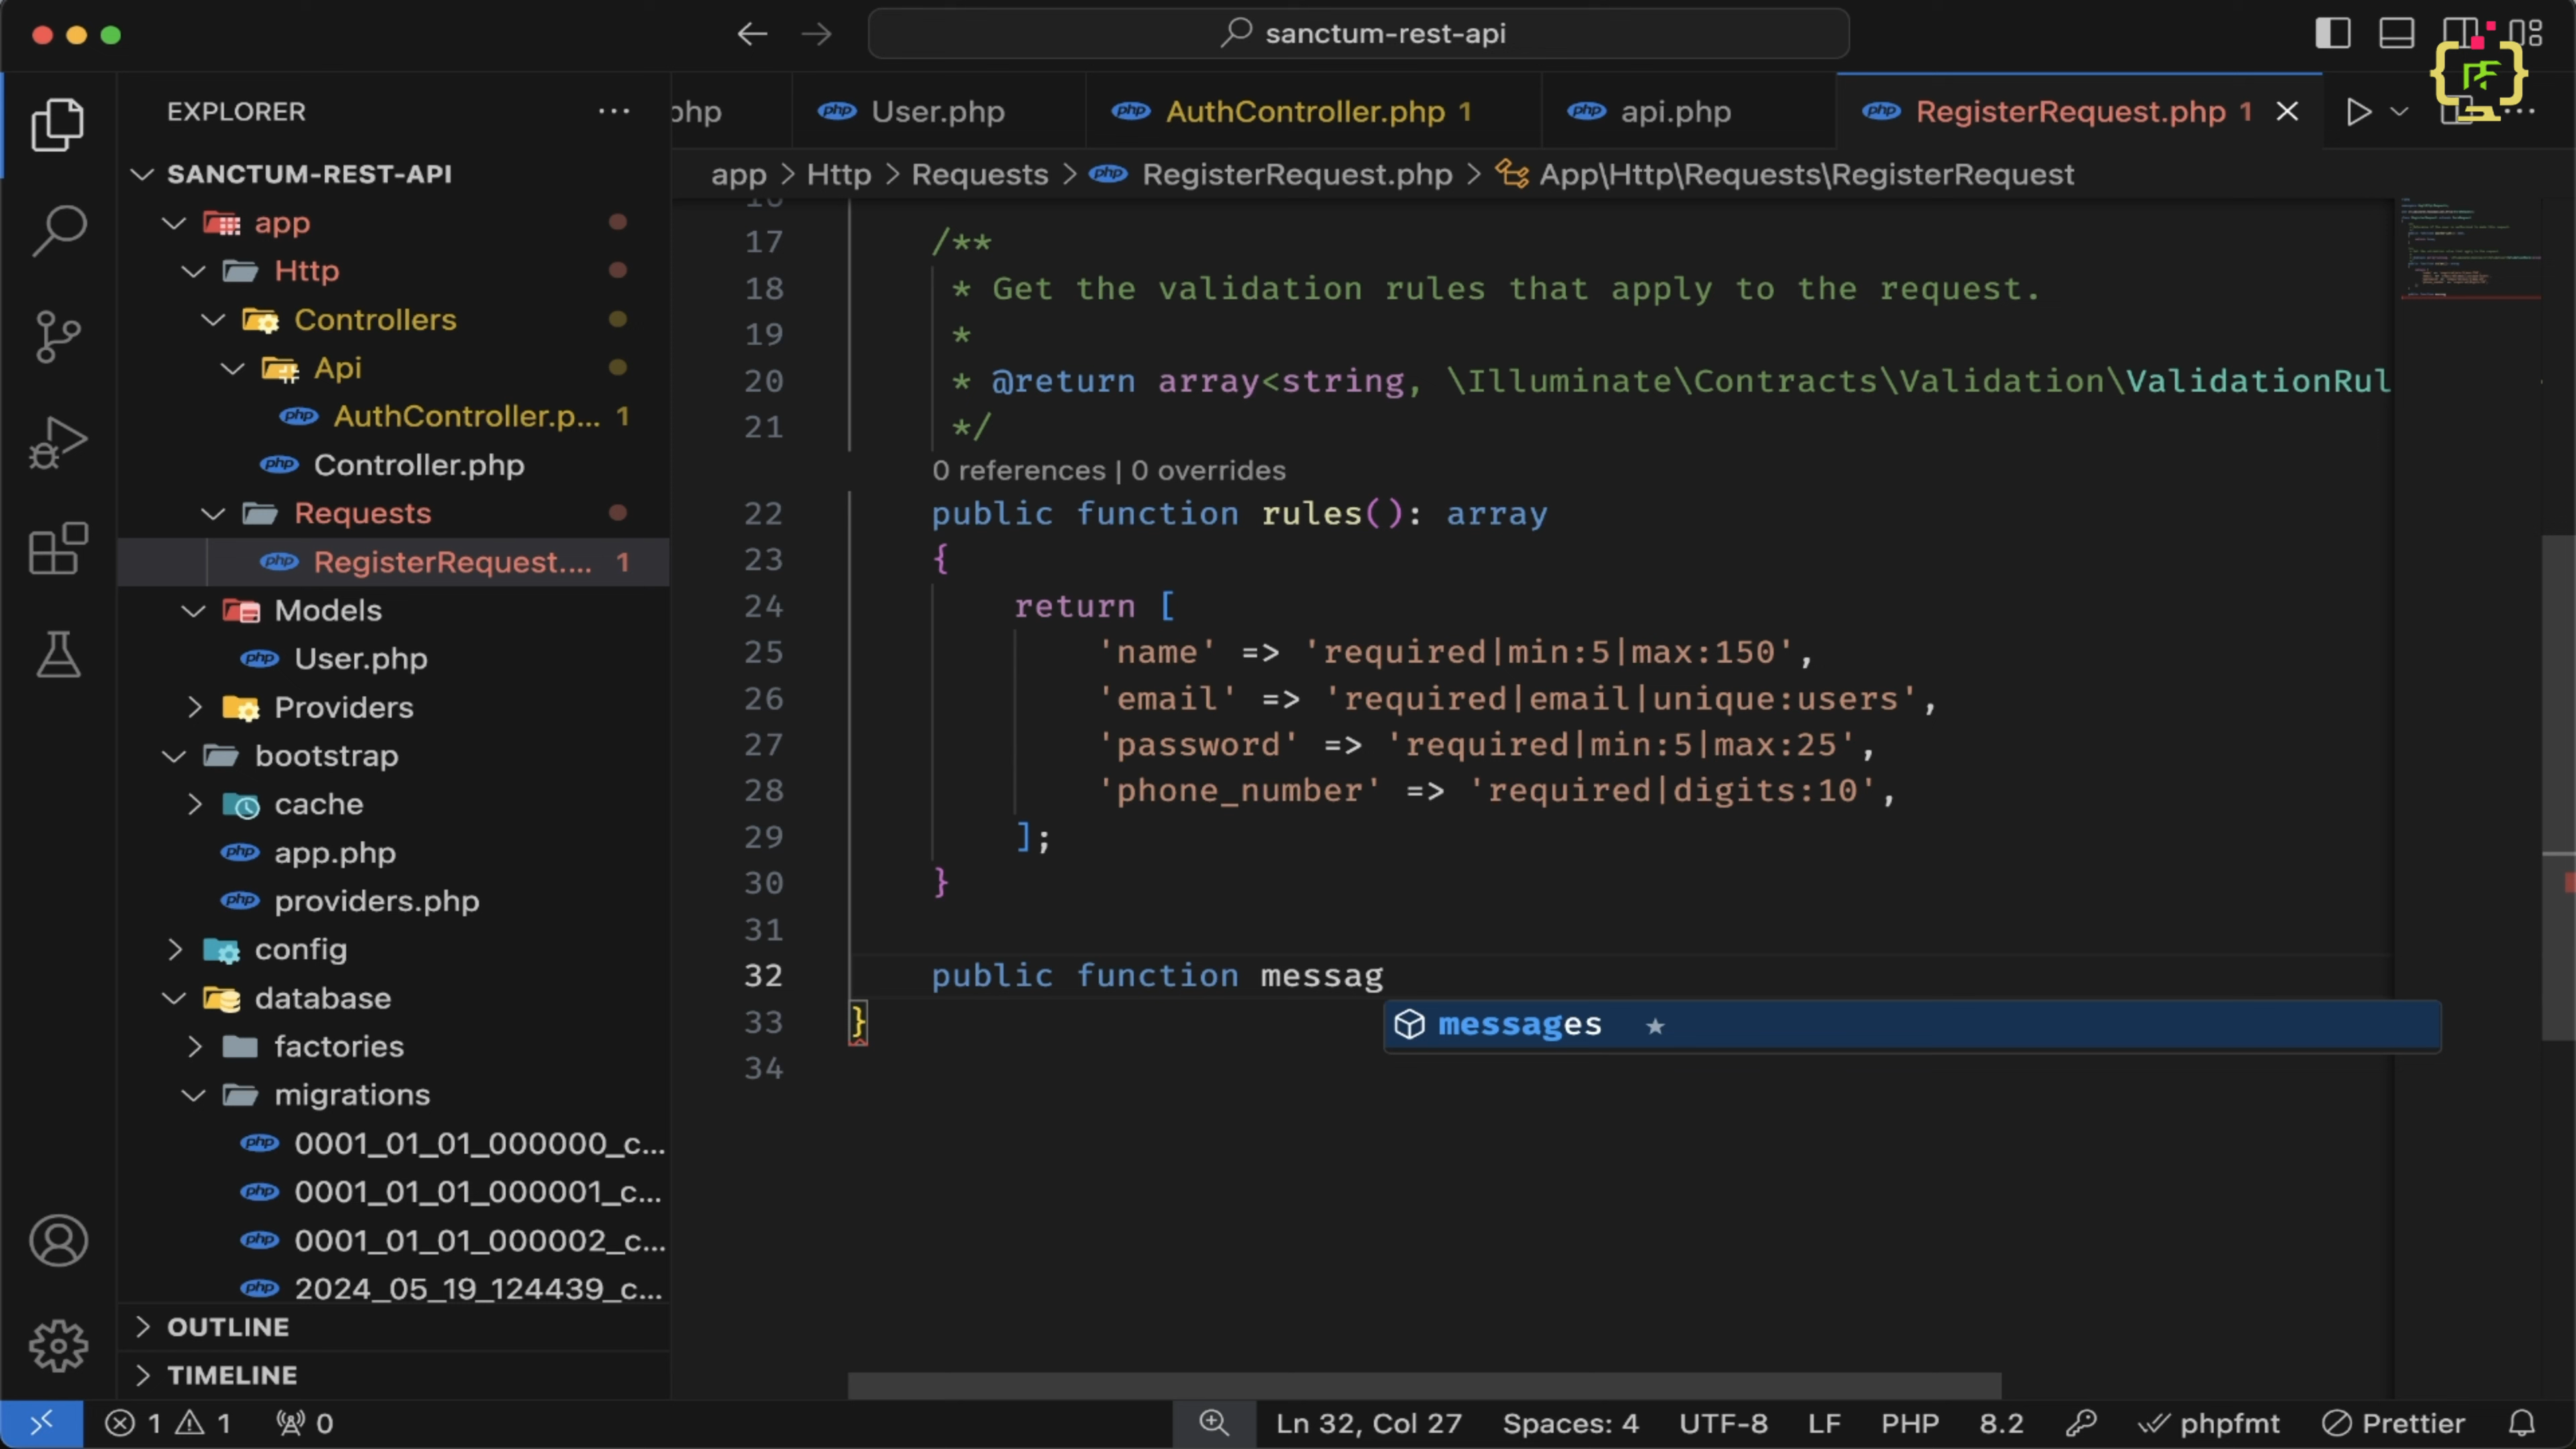 sanctum-rest-api
EXPLORER
php
User.php
AuthController.php 1
api.php
RegisterRequest.php 1
app > Http > Requests > RegisterRequest.php > App\Http\Requests\RegisterRequest
SANCTUM-REST-API
app
Http
Controllers
Api
AuthController.p... 1
Controller.php
Requests
RegisterRequest.... 1
Models
User.php
Providers
bootstrap
cache
app.php
providers.php
config
database
factories
migrations
0001_01_01_000000_c...
0001_01_01_000001_c...
0001_01_01_000002_c...
2024_05_19_124439_c...
OUTLINE
TIMELINE
16
17 /**
18 * Get the validation rules that apply to the request.
19 *
20 * @return array<string, \Illuminate\Contracts\Validation\ValidationRul
21 */
0 references | 0 overrides
22 public function rules(): array
23 {
24 return [
25 'name' => 'required|min:5|max:150',
26 'email' => 'required|email|unique:users',
27 'password' => 'required|min:5|max:25',
28 'phone_number' => 'required|digits:10',
29 ];
30 }
31
32 public function messag
33 }
messages
34
1 1 0
Ln 32, Col 27 Spaces: 4 UTF-8 LF PHP 8.2 phpfmt Prettier